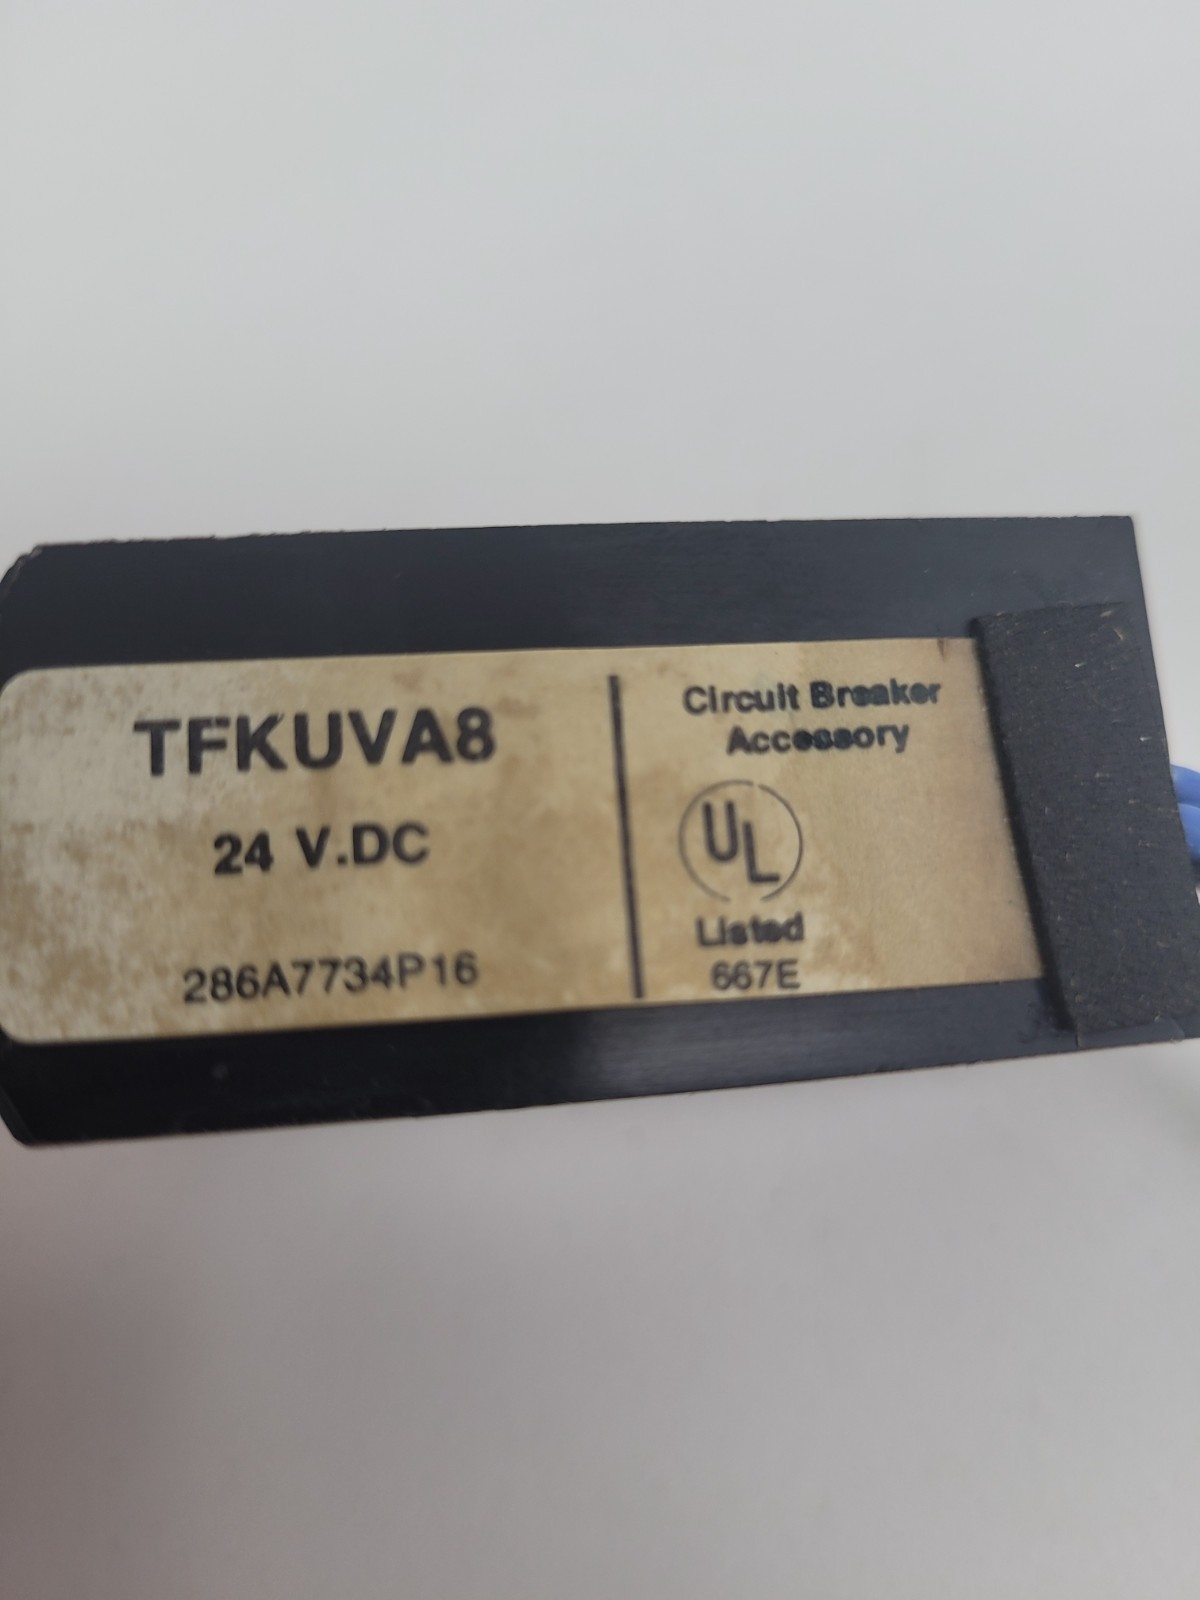 TFKUVA8
24 V.DC
286A7734P16
Circuit Breaker
Accessory
UL
Listed
667E